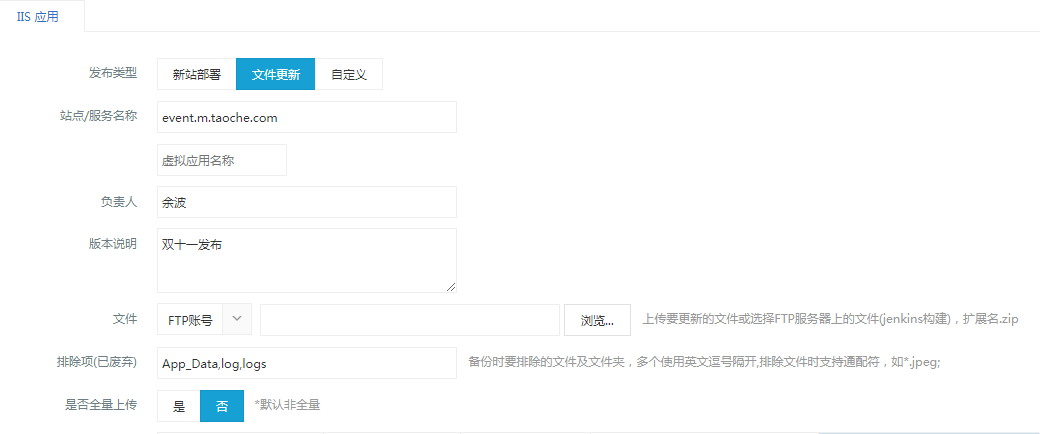 IIS 应用
发布类型 新站部署 文件更新 自定义
站点/服务名称 event.m.taoche.com
虚拟应用名称
负责人 余波
版本说明 双十一发布
文件 FTP账号 浏览... 上传要更新的文件或选择FTP服务器上的文件(jenkins构建)，扩展名.zip
排除项(已废弃) App_Data,log,logs 备份时要排除的文件及文件夹，多个使用英文逗号隔开,排除文件时支持通配符，如*.jpeg;
是否全量上传 是 否 *默认非全量